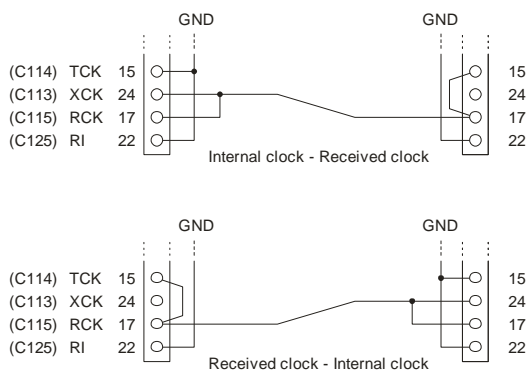 GND GND
(C114) TCK 15 15
(C113) XCK 24 24
(C115) RCK 17 17
(C125) RI 22 22
Internal clock - Received clock
GND GND
(C114) TCK 15 15
(C113) XCK 24 24
(C115) RCK 17 17
(C125) RI 22 22
Received clock - Internal clock